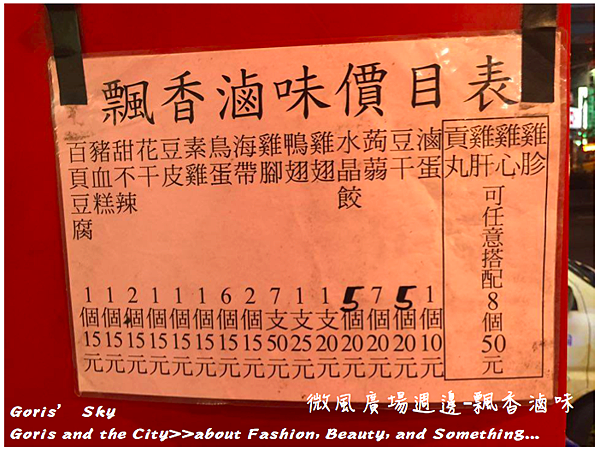 飄香滷味價目表
雞胗
雞心
雞肝
貢丸
可任意搭配8個50元
滷蛋 1個10元
豆干 5個20元
蒟蒻 7個20元
水晶餃 5個20元
雞翅 1支20元
鴨翅 1支25元
雞腳 7支50元
海帶 2個15元
鳥蛋 6個15元
素雞 1個15元
豆皮 1個15元
花干 1個15元
甜不辣 2個15元
豬血糕 1個15元
百頁豆腐 1個15元
微風廣場週邊-飄香滷味
Goris' Sky
Goris and the City>>about Fashion, Beauty, and Something...